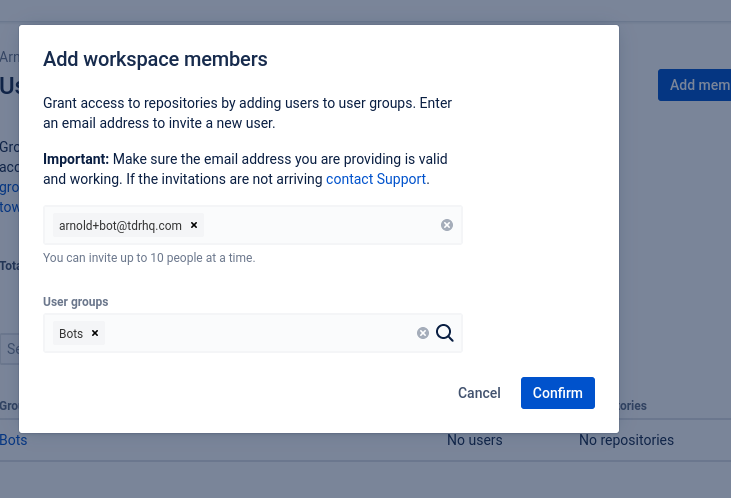 Arn
Add workspace members
Us
Add mem
Grant access to repositories by adding users to user groups. Enter
an email address to invite a new user.
Gro
Important: Make sure the email address you are providing is valid
acc
and working. If the invitations are not arriving contact Support.
gro
tow
arnold+bot@tdrhq.com ×
You can invite up to 10 people at a time.
Tota
User groups
Bots ×
Se
Cancel
Confirm
Gro
ories
Bots
No users
No repositories